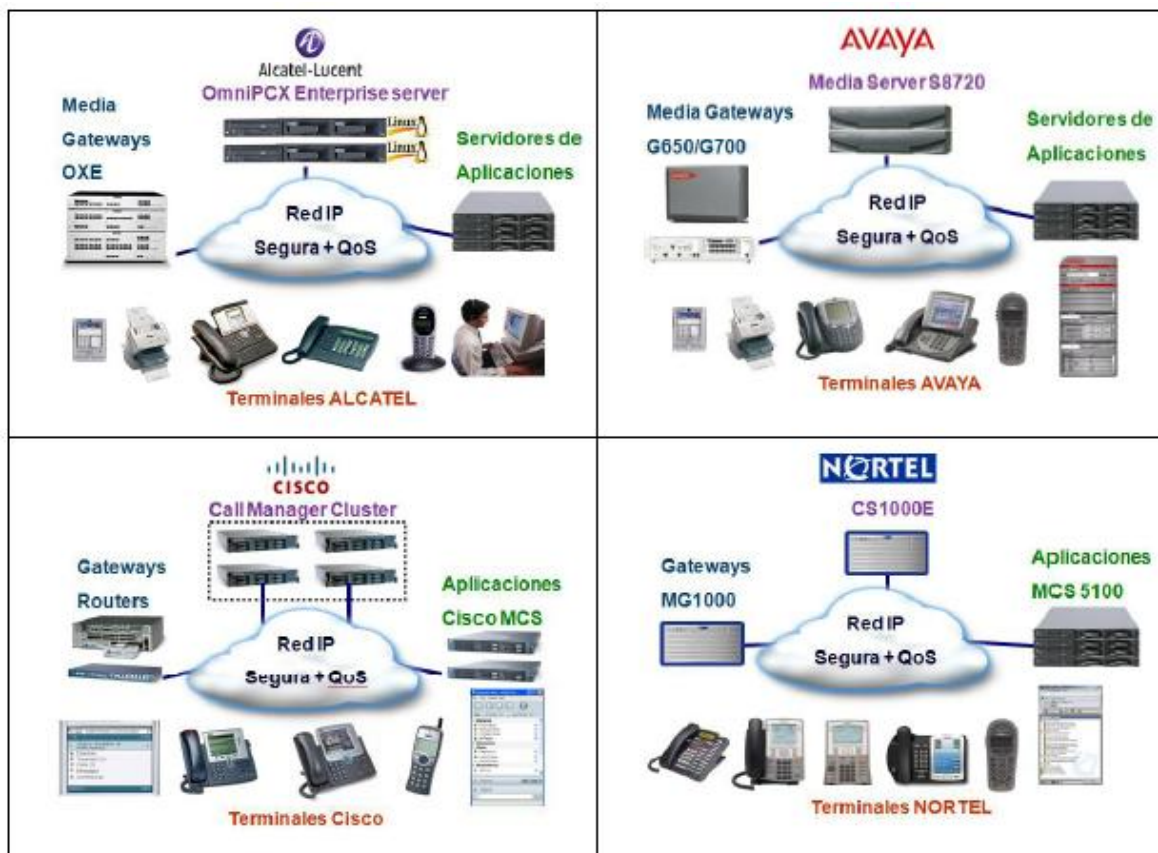 Alcatel-Lucent
OmniPCX Enterprise server
Media
Gateways
OXE
Linux
Linux
Servidores de
Aplicaciones
Red IP
Segura + QoS
Terminales ALCATEL
AVAYA
Media Server S8720
Media Gateways
G650/G700
Servidores de
Aplicaciones
Red IP
Segura + QoS
Terminales AVAYA
CISCO
Call Manager Cluster
Gateways
Routers
Aplicaciones
Cisco MCS
Red IP
Segura + QoS
Terminales Cisco
NORTEL
CS1000E
Gateways
MG1000
Aplicaciones
MCS 5100
Red IP
Segura + QoS
Terminales NORTEL